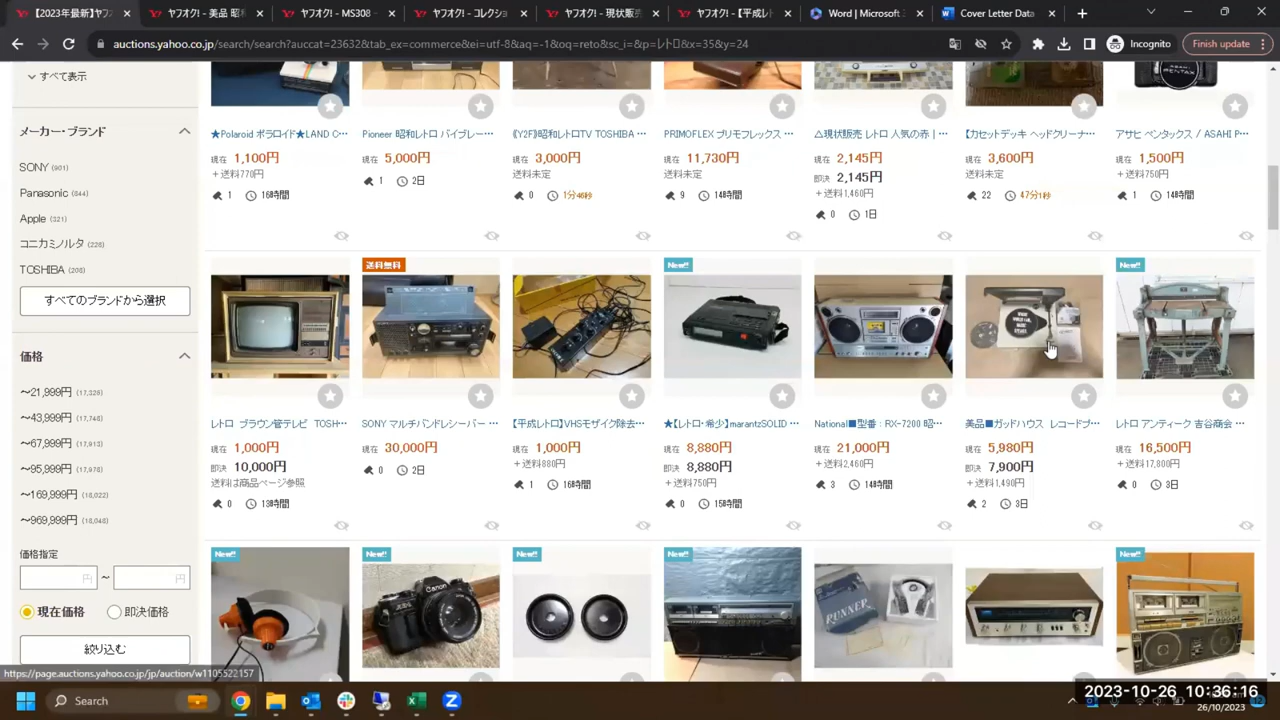 【2023年最新】ヤフ
ヤフオク! - 美品 昭和
ヤフオク! - MS308 -
ヤフオク! - コレクショ
ヤフオク! - 現状販売
ヤフオク! - 【平成レト
Word | Microsoft 3
Cover Letter Data
auctions.yahoo.co.jp/search/search?auccat=23632&tab_ex=commerce&ei=utf-8&aq=-1&oq=reto&sc_i=&p=レトロ&x=35&y=24
Incognito
Finish update
すべて表示
メーカー・ブランド
SONY (901)
Panasonic (844)
Apple (321)
コニカミノルタ (228)
TOSHIBA (208)
すべてのブランドから選択
価格
～21,999円 (17,325)
～43,999円 (17,748)
～67,999円 (17,913)
～95,999円 (17,978)
～169,999円 (18,022)
～969,999円 (18,048)
価格指定
円 ～ 円
現在価格 即決価格
絞り込む
★Polaroid ポラロイド★LAND C…
現在 1,100円
＋送料770円
1 16時間
Pioneer 昭和レトロ バイブレー…
現在 5,000円
1 2日
《Y2F》昭和レトロTV TOSHIBA …
現在 3,000円
送料未定
0 1分46秒
PRIMOFLEX プリモフレックス …
現在 11,730円
送料未定
9 14時間
△現状販売 レトロ 人気の赤｜…
現在 2,145円
即決 2,145円
＋送料1,460円
0 1日
【カセットデッキ ヘッドクリーナ…
現在 3,600円
送料未定
22 47分1秒
アサヒ ペンタックス / ASAHI P…
現在 1,500円
＋送料750円
1 14時間
レトロ ブラウン管テレビ TOSH…
現在 1,000円
即決 10,000円
送料は商品ページ参照
0 13時間
送料無料
SONY マルチバンドレシーバー …
現在 30,000円
0 2日
【平成レトロ】VHSモザイク除去…
現在 1,000円
＋送料880円
1 16時間
New!!
★【レトロ・希少】marantzSOLID …
現在 8,880円
即決 8,880円
＋送料750円
0 15時間
National■型番：RX-7200 昭…
現在 21,000円
＋送料2,460円
3 14時間
美品■ガッドハウス レコードプ…
現在 5,980円
即決 7,900円
＋送料1,490円
2 3日
New!!
レトロ アンティーク 吉谷商会 …
現在 16,500円
＋送料17,800円
0 3日
New!!
New!!
Canon
New!!
New!!
RUNNER
New!!
https://page.auctions.yahoo.co.jp/jp/auction/w1105522157
Search
2023-10-26 10:36:16
26/10/2023